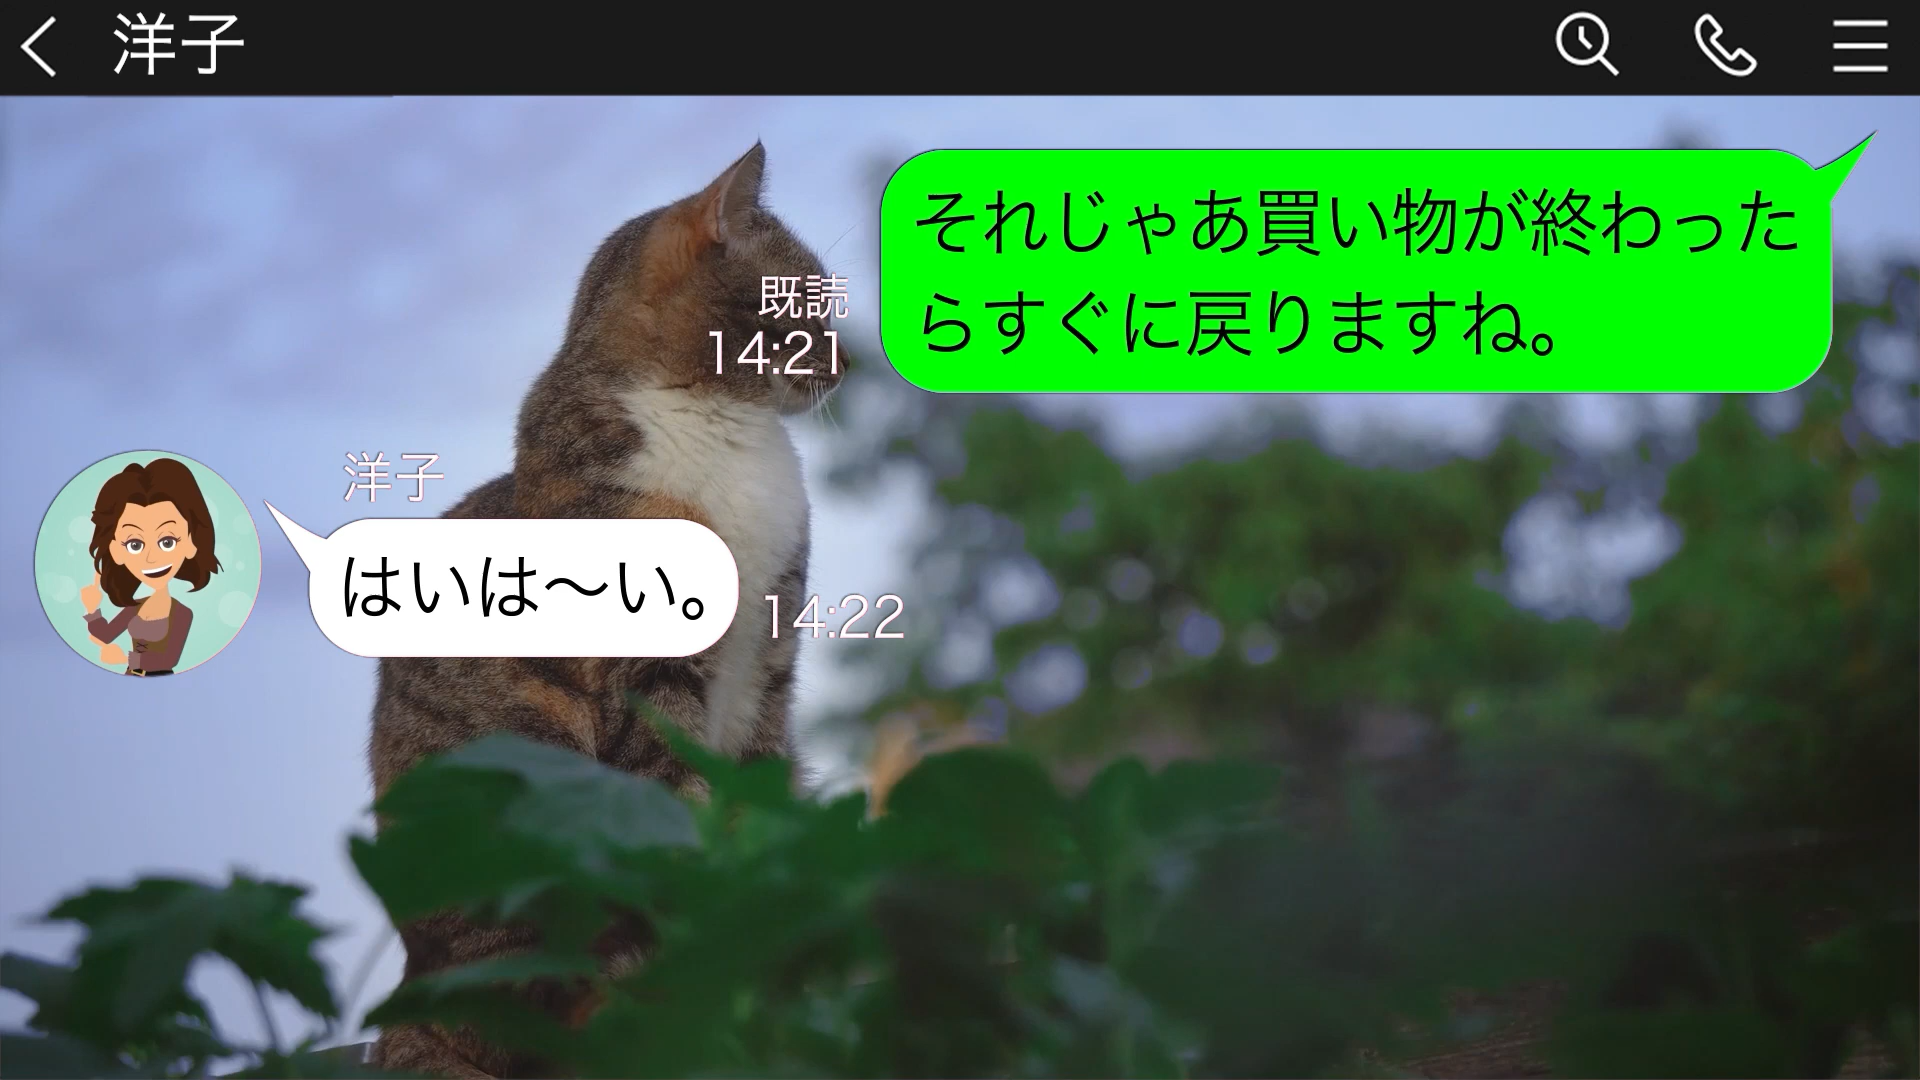 洋子
それじゃあ買い物が終わった
らすぐに戻りますね。
既読
14:21
洋子
はいは〜い。
14:22